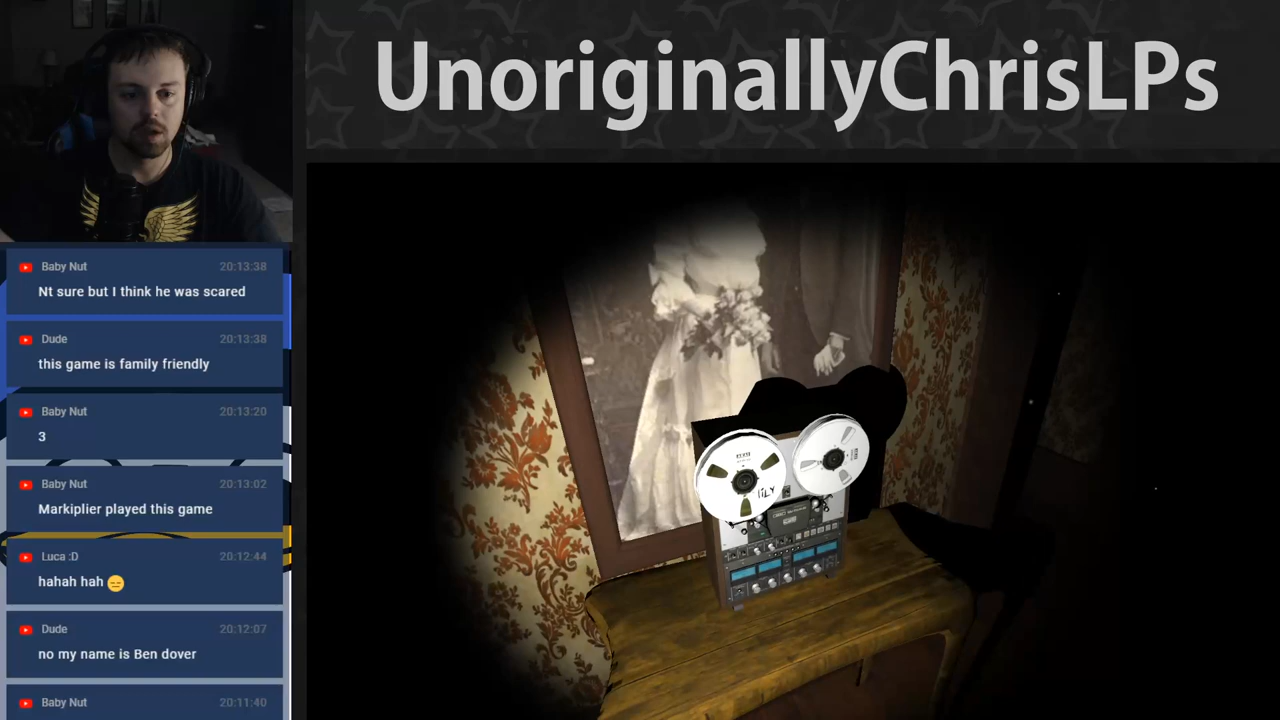 UnoriginallyChrisLPs
Baby Nut 20:13:38
Nt sure but I think he was scared
Dude 20:13:38
this game is family friendly
Baby Nut 20:13:20
3
Baby Nut 20:13:02
Markiplier played this game
Luca :D 20:12:44
hahah hah 😑
Dude 20:12:07
no my name is Ben dover
Baby Nut 20:11:40
lily